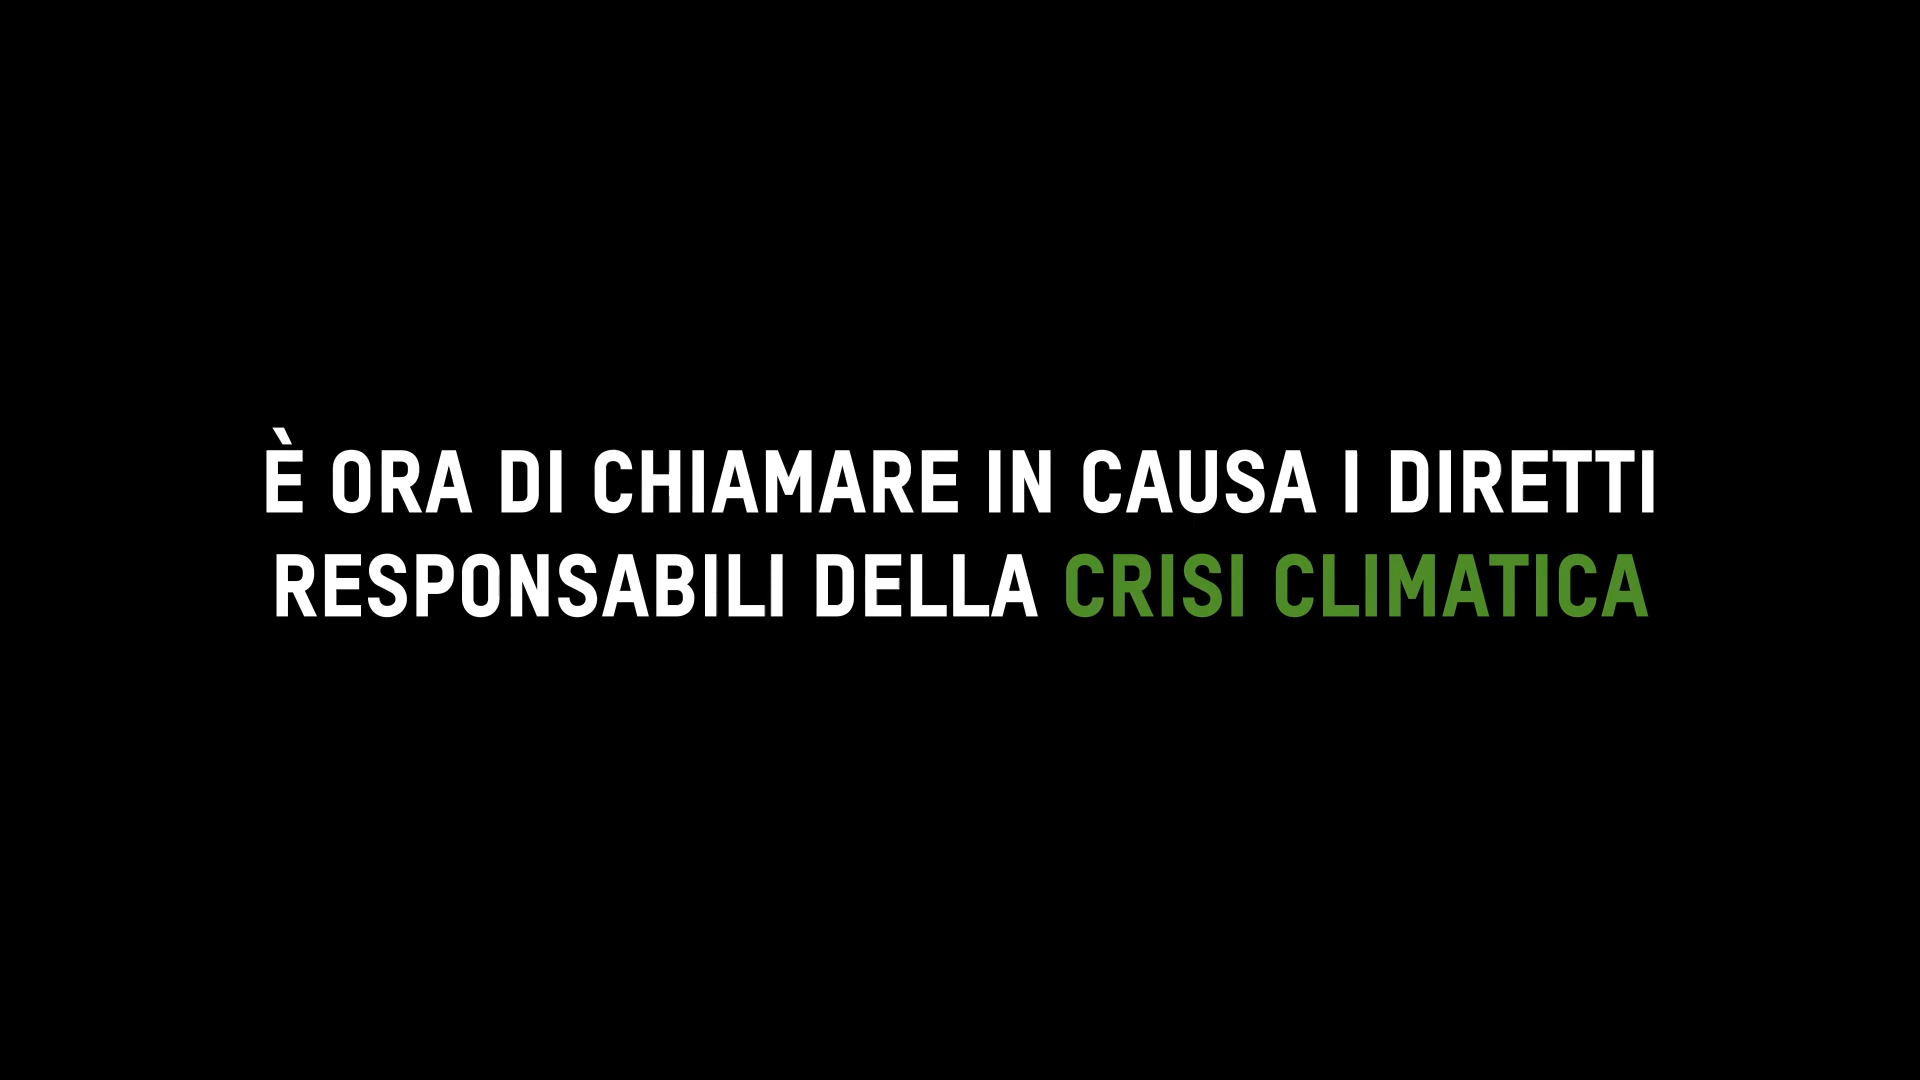 È ORA DI CHIAMARE IN CAUSA I DIRETTI
RESPONSABILI DELLA CRISI CLIMATICA